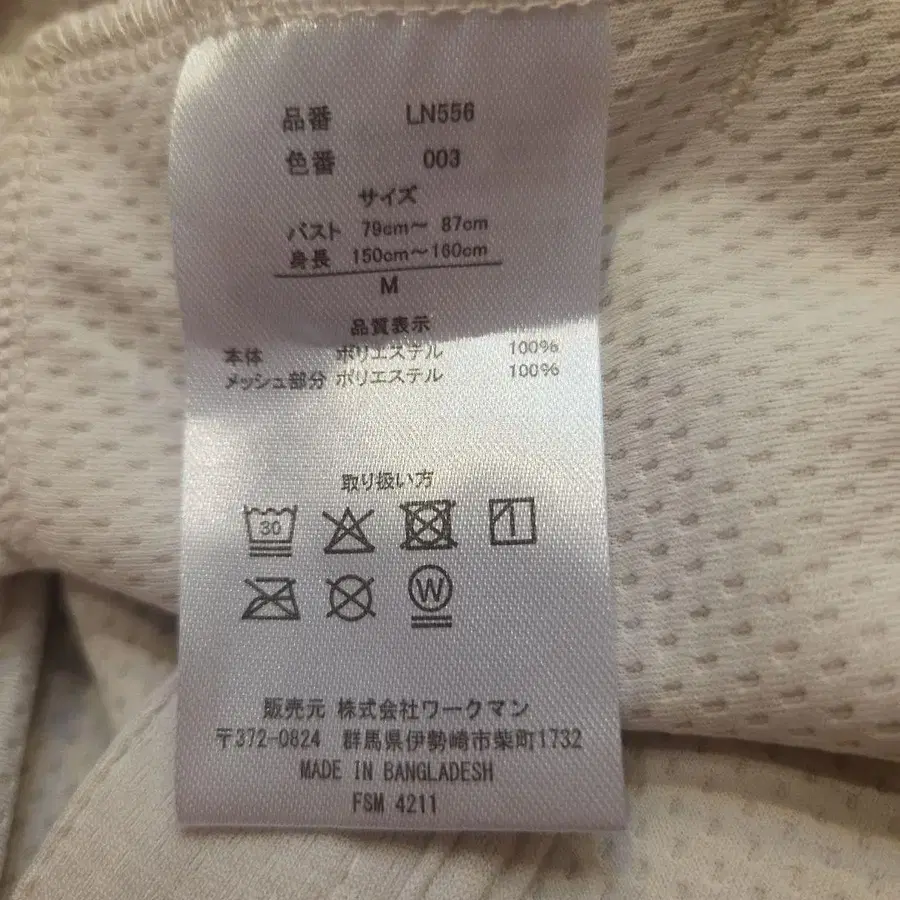 品番 LN556
色番 003
サイズ
バスト 79cm～ 87cm
身長 150cm～160cm
M
品質表示
本体 ポリエステル 100%
メッシュ部分 ポリエステル 100%
取り扱い方
30
W
販売元 株式会社ワークマン
〒372-0824 群馬県伊勢崎市柴町1732
MADE IN BANGLADESH
FSM 4211